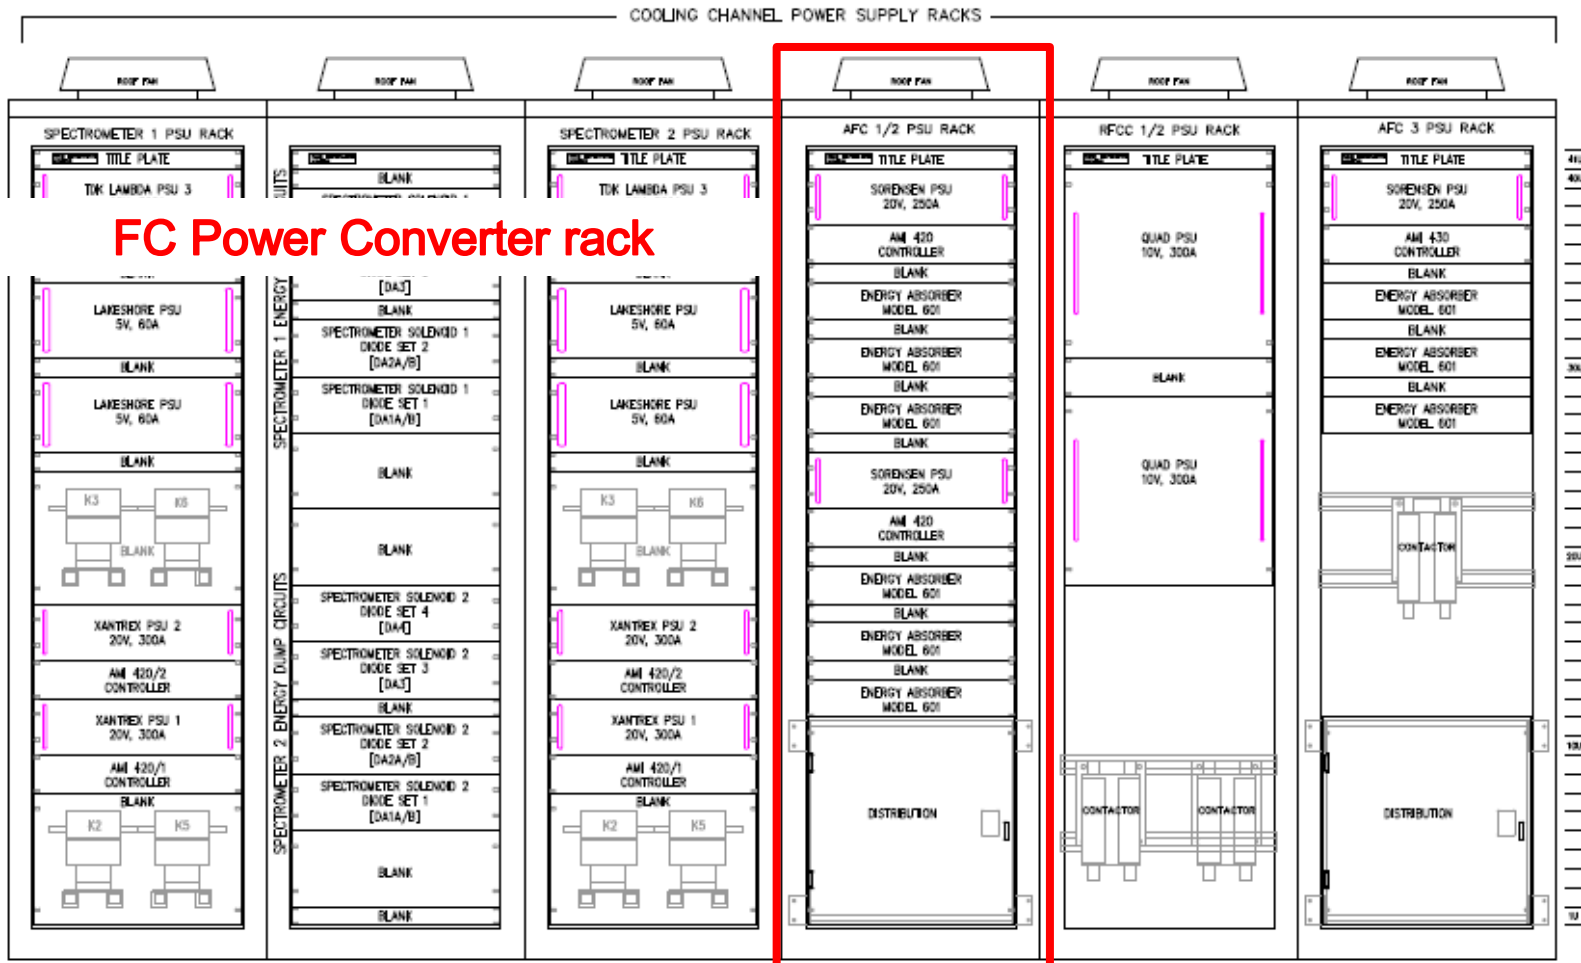 COOLING CHANNEL POWER SUPPLY RACKS
ROOF FAN
ROOF FAN
ROOF FAN
ROOF FAN
ROOF FAN
ROOF FAN
FC Power Converter rack
SPECTROMETER 1 PSU RACK
TITLE PLATE
TDK LAMBDA PSU 3
LAKESHORE PSU
5V, 60A
BLANK
LAKESHORE PSU
5V, 60A
BLANK
K3
K6
BLANK
XANTREX PSU 2
20V, 300A
AMI 420/2
CONTROLLER
XANTREX PSU 1
20V, 300A
AMI 420/1
CONTROLLER
BLANK
K2
K5
SPECTROMETER 1 ENERGY
UITS
SPECTROMETER 2 ENERGY DUMP CIRCUITS
BLANK
[DA3]
BLANK
SPECTROMETER SOLENOID 1
DIODE SET 2
[DA2A/B]
SPECTROMETER SOLENOID 1
DIODE SET 1
[DA1A/B]
BLANK
BLANK
SPECTROMETER SOLENOID 2
DIODE SET 4
[DA4]
SPECTROMETER SOLENOID 2
DIODE SET 3
[DA3]
BLANK
SPECTROMETER SOLENOID 2
DIODE SET 2
[DA2A/B]
SPECTROMETER SOLENOID 2
DIODE SET 1
[DA1A/B]
BLANK
BLANK
SPECTROMETER 2 PSU RACK
TITLE PLATE
TDK LAMBDA PSU 3
LAKESHORE PSU
5V, 60A
BLANK
LAKESHORE PSU
5V, 60A
BLANK
K3
K6
BLANK
XANTREX PSU 2
20V, 300A
AMI 420/2
CONTROLLER
XANTREX PSU 1
20V, 300A
AMI 420/1
CONTROLLER
BLANK
K2
K5
AFC 1/2 PSU RACK
TITLE PLATE
SORENSEN PSU
20V, 250A
AMI 420
CONTROLLER
BLANK
ENERGY ABSORBER
MODEL 601
BLANK
ENERGY ABSORBER
MODEL 601
BLANK
ENERGY ABSORBER
MODEL 601
BLANK
SORENSEN PSU
20V, 250A
AMI 420
CONTROLLER
BLANK
ENERGY ABSORBER
MODEL 601
BLANK
ENERGY ABSORBER
MODEL 601
BLANK
ENERGY ABSORBER
MODEL 601
DISTRIBUTION
RFCC 1/2 PSU RACK
TITLE PLATE
QUAD PSU
10V, 300A
BLANK
QUAD PSU
10V, 300A
CONTACTOR
CONTACTOR
AFC 3 PSU RACK
TITLE PLATE
SORENSEN PSU
20V, 250A
AMI 430
CONTROLLER
BLANK
ENERGY ABSORBER
MODEL 601
BLANK
ENERGY ABSORBER
MODEL 601
BLANK
ENERGY ABSORBER
MODEL 601
CONTACTOR
DISTRIBUTION
1U